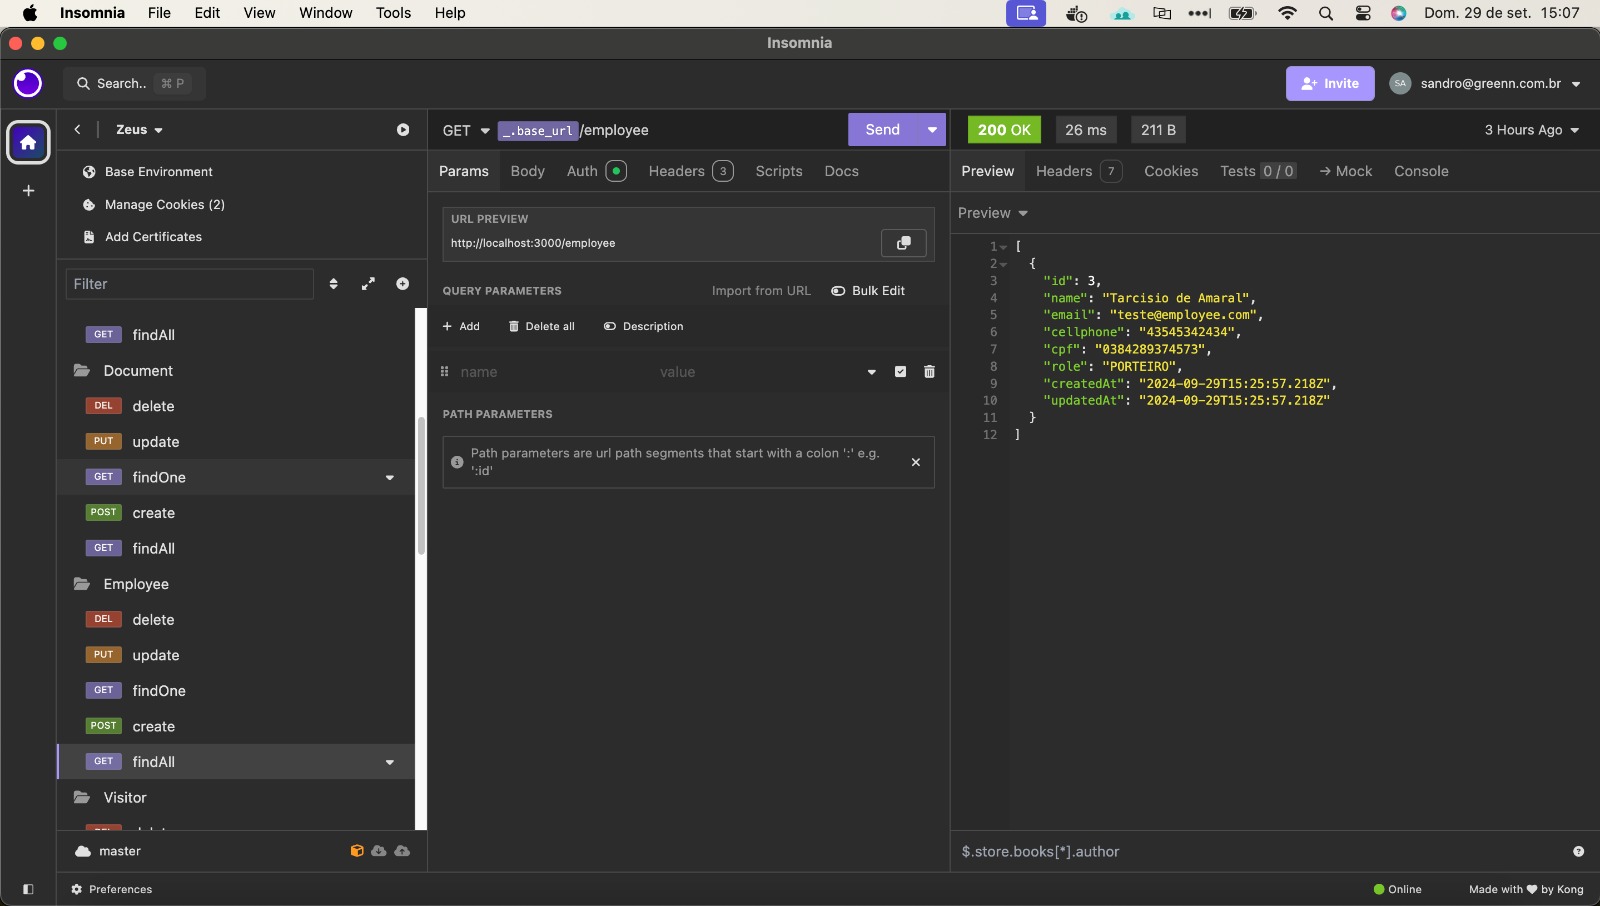 Insomnia File Edit View Window Tools Help Dom. 29 de set. 15:07
Insomnia
Search.. ⌘ P Invite SA sandro@greenn.com.br
Zeus
Base Environment
Manage Cookies (2)
Add Certificates
Filter
GET findAll
Document
DEL delete
PUT update
GET findOne
POST create
GET findAll
Employee
DEL delete
PUT update
GET findOne
POST create
GET findAll
Visitor
master
Preferences
GET _.base_url/employee Send
Params Body Auth Headers 3 Scripts Docs
URL PREVIEW
http://localhost:3000/employee
QUERY PARAMETERS Import from URL Bulk Edit
+ Add Delete all Description
name value
PATH PARAMETERS
Path parameters are url path segments that start with a colon ':' e.g.
':id'
200 OK 26 ms 211 B 3 Hours Ago
Preview Headers 7 Cookies Tests 0 / 0 → Mock Console
Preview
1 [
2 {
3 "id": 3,
4 "name": "Tarcisio de Amaral",
5 "email": "teste@employee.com",
6 "cellphone": "43545342434",
7 "cpf": "0384289374573",
8 "role": "PORTEIRO",
9 "createdAt": "2024-09-29T15:25:57.218Z",
10 "updatedAt": "2024-09-29T15:25:57.218Z"
11 }
12 ]
$.store.books[*].author
Online Made with ♥ by Kong